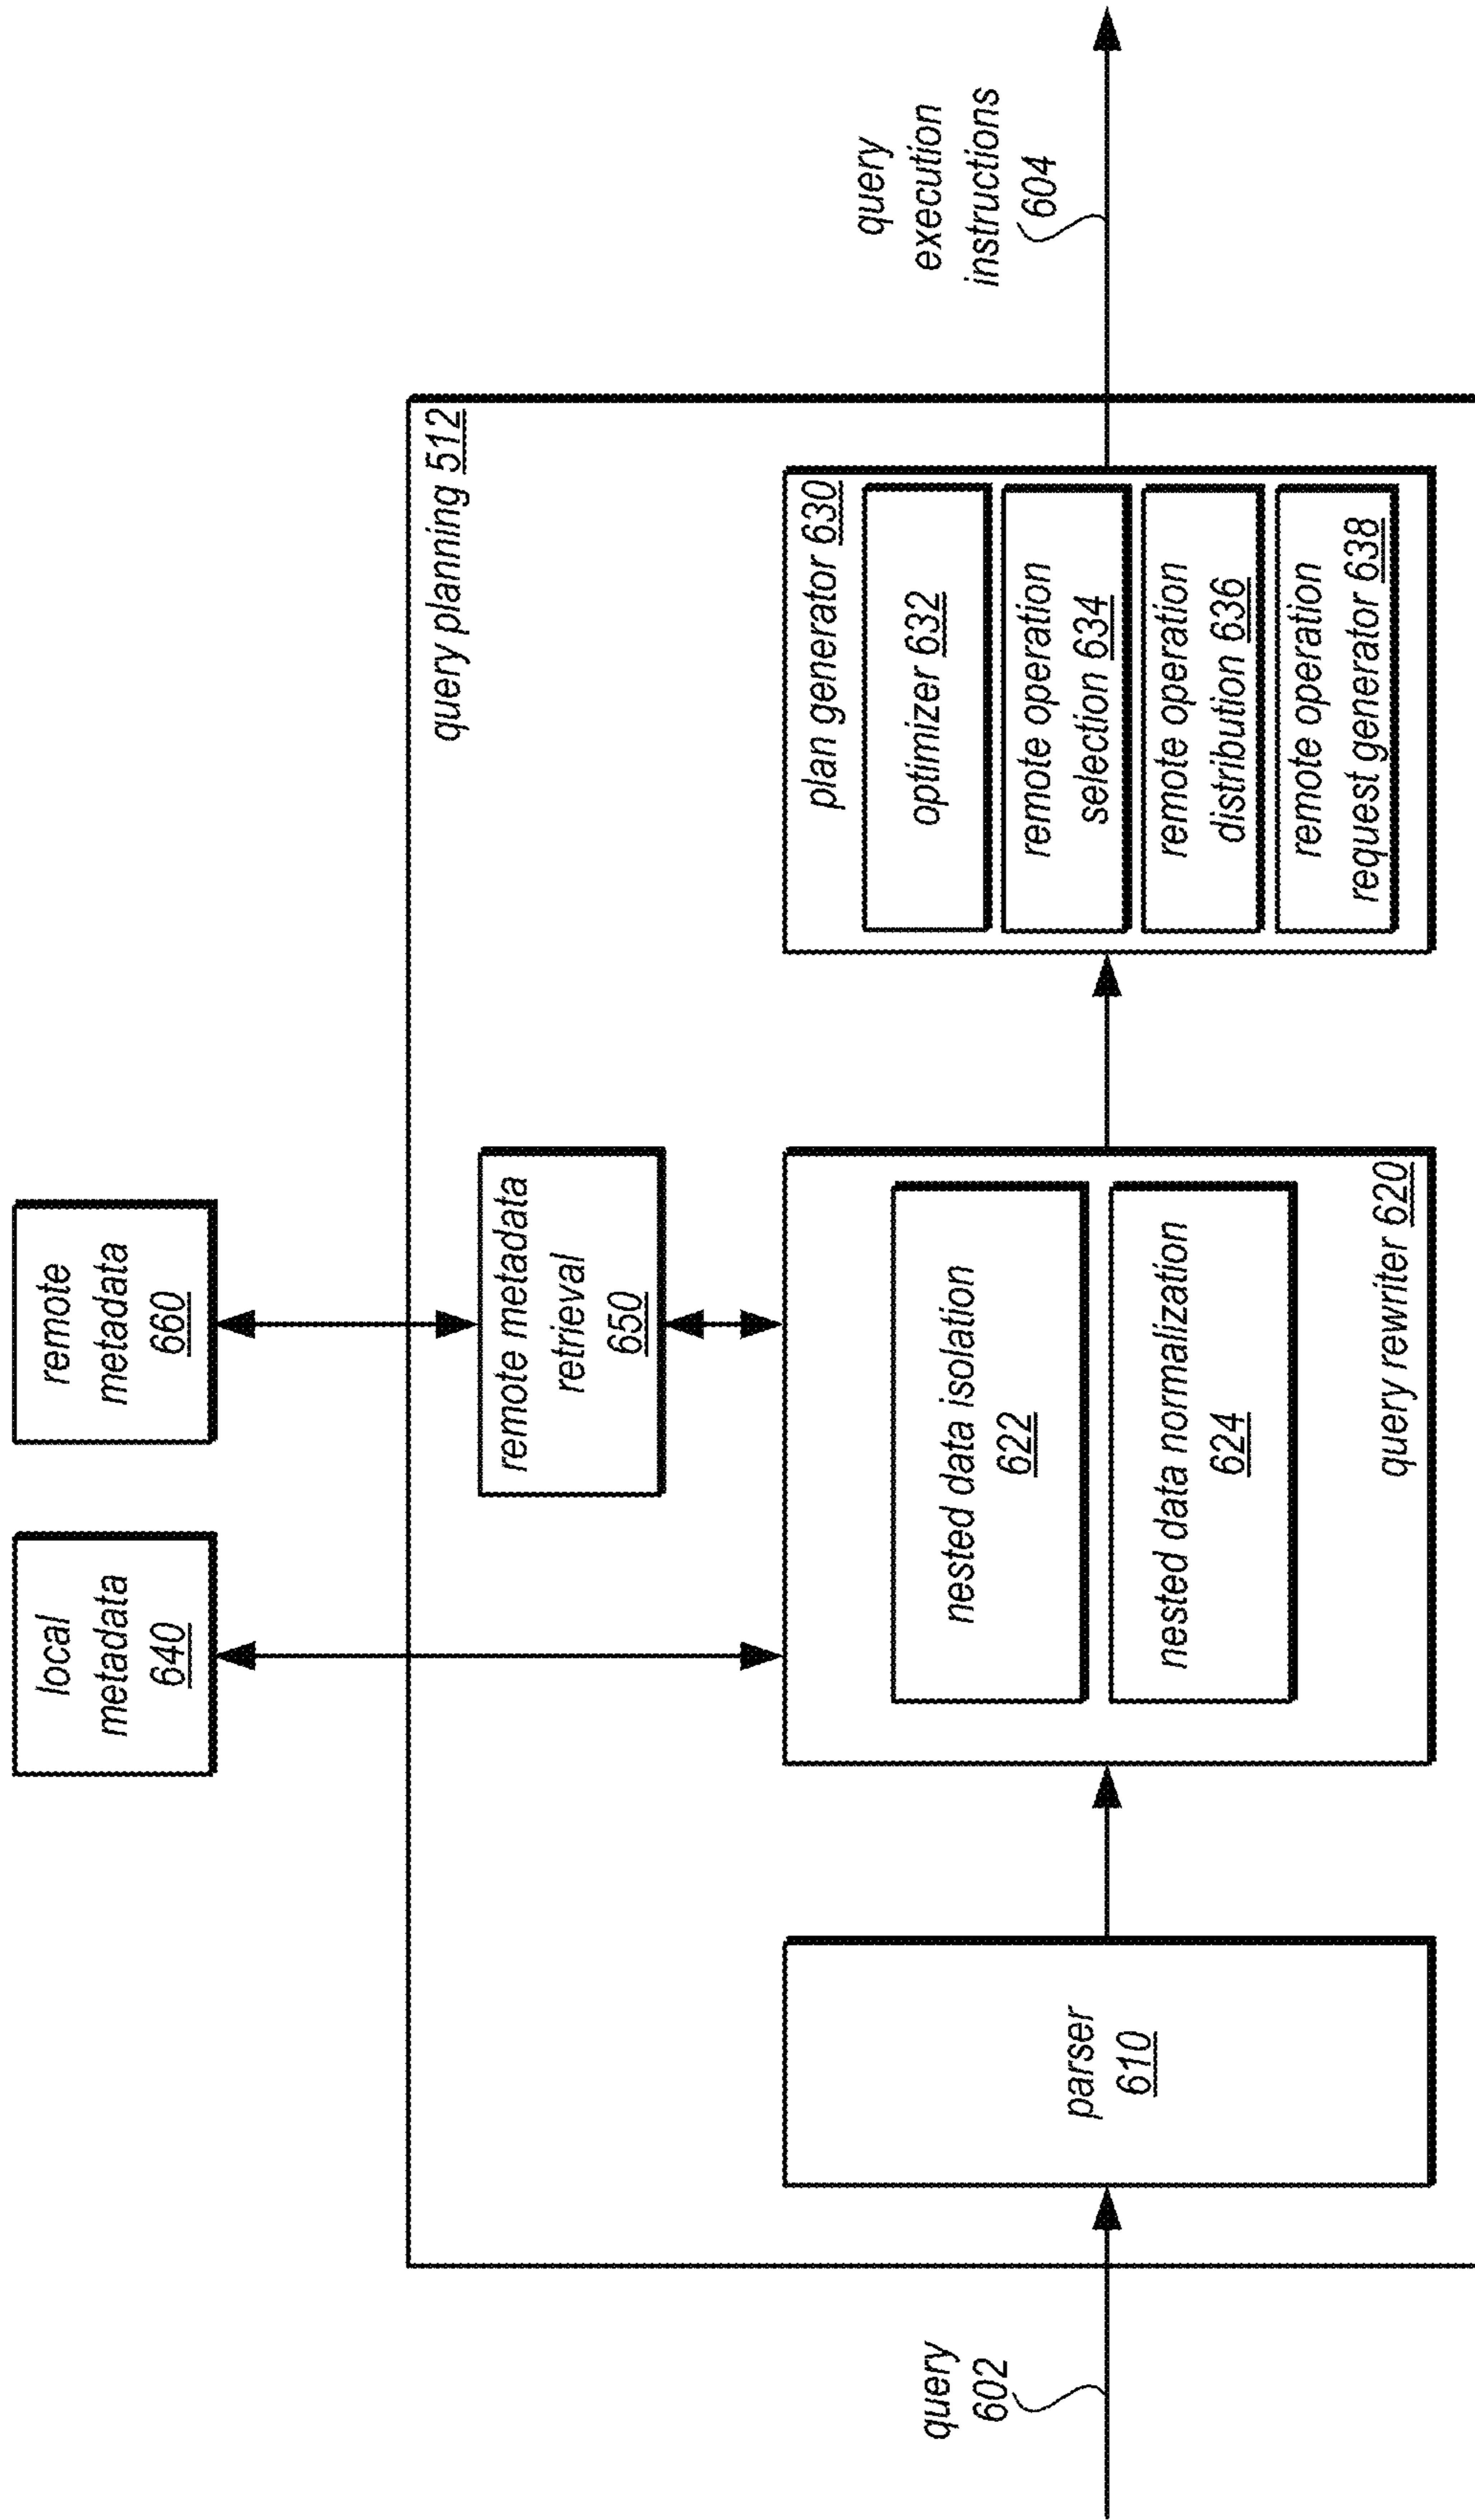 local
metadata
640
remote
metadata
660
query planning 512
remote metadata
retrieval
650
query
602
parser
610
nested data isolation
622
nested data normalization
624
query rewriter 620
plan generator 630
optimizer 632
remote operation
selection 634
remote operation
distribution 636
remote operation
request generator 638
query
execution
instructions
604